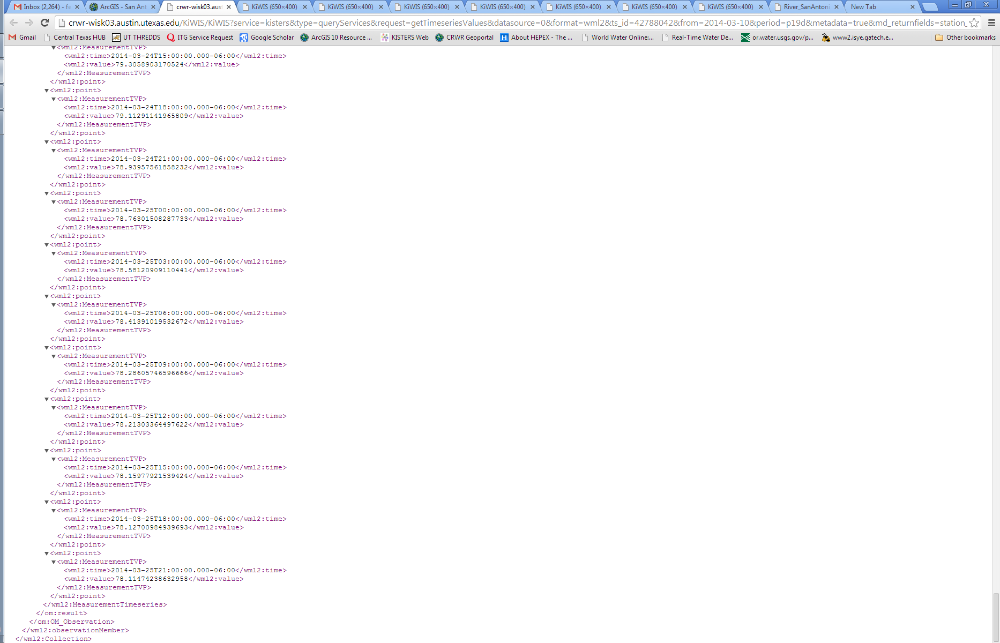 Inbox (2,264) - fe
ArcGIS - San Ant
crwr-wisk03.aust
KiWIS (650×400)
KiWIS (650×400)
KiWIS (650×400)
KiWIS (650×400)
KiWIS (650×400)
KiWIS (650×400)
KiWIS (650×400)
River_SanAntoni
New Tab
crwr-wisk03.austin.utexas.edu/KiWIS/KiWIS?service=kisters&type=queryServices&request=getTimeseriesValues&datasource=0&format=wml2&ts_id=42788042&from=2014-03-10&period=p19d&metadata=true&md_returnfields=station_
Gmail
Central Texas HUB
UT THREDDS
ITG Service Request
Google Scholar
ArcGIS 10 Resource ...
KISTERS Web
CRWR Geoportal
About HEPEX - The ...
World Water Online:...
Real-Time Water De...
or.water.usgs.gov/p...
www2.isye.gatech.e...
Other bookmarks
▼<wml2:MeasurementTVP>
<wml2:time>2014-03-24T15:00:00.000-06:00</wml2:time>
<wml2:value>79.3058903170524</wml2:value>
</wml2:MeasurementTVP>
</wml2:point>
▼<wml2:point>
▼<wml2:MeasurementTVP>
<wml2:time>2014-03-24T18:00:00.000-06:00</wml2:time>
<wml2:value>79.11291141965809</wml2:value>
</wml2:MeasurementTVP>
</wml2:point>
▼<wml2:point>
▼<wml2:MeasurementTVP>
<wml2:time>2014-03-24T21:00:00.000-06:00</wml2:time>
<wml2:value>78.93957561858232</wml2:value>
</wml2:MeasurementTVP>
</wml2:point>
▼<wml2:point>
▼<wml2:MeasurementTVP>
<wml2:time>2014-03-25T00:00:00.000-06:00</wml2:time>
<wml2:value>78.76301508287733</wml2:value>
</wml2:MeasurementTVP>
</wml2:point>
▼<wml2:point>
▼<wml2:MeasurementTVP>
<wml2:time>2014-03-25T03:00:00.000-06:00</wml2:time>
<wml2:value>78.58120909110441</wml2:value>
</wml2:MeasurementTVP>
</wml2:point>
▼<wml2:point>
▼<wml2:MeasurementTVP>
<wml2:time>2014-03-25T06:00:00.000-06:00</wml2:time>
<wml2:value>78.41391019532672</wml2:value>
</wml2:MeasurementTVP>
</wml2:point>
▼<wml2:point>
▼<wml2:MeasurementTVP>
<wml2:time>2014-03-25T09:00:00.000-06:00</wml2:time>
<wml2:value>78.28605746596666</wml2:value>
</wml2:MeasurementTVP>
</wml2:point>
▼<wml2:point>
▼<wml2:MeasurementTVP>
<wml2:time>2014-03-25T12:00:00.000-06:00</wml2:time>
<wml2:value>78.21303364497622</wml2:value>
</wml2:MeasurementTVP>
</wml2:point>
▼<wml2:point>
▼<wml2:MeasurementTVP>
<wml2:time>2014-03-25T15:00:00.000-06:00</wml2:time>
<wml2:value>78.15977921539424</wml2:value>
</wml2:MeasurementTVP>
</wml2:point>
▼<wml2:point>
▼<wml2:MeasurementTVP>
<wml2:time>2014-03-25T18:00:00.000-06:00</wml2:time>
<wml2:value>78.12700984939693</wml2:value>
</wml2:MeasurementTVP>
</wml2:point>
▼<wml2:point>
▼<wml2:MeasurementTVP>
<wml2:time>2014-03-25T21:00:00.000-06:00</wml2:time>
<wml2:value>78.11474238632958</wml2:value>
</wml2:MeasurementTVP>
</wml2:point>
</wml2:MeasurementTimeseries>
</om:result>
</om:OM_Observation>
</wml2:observationMember>
</wml2:Collection>